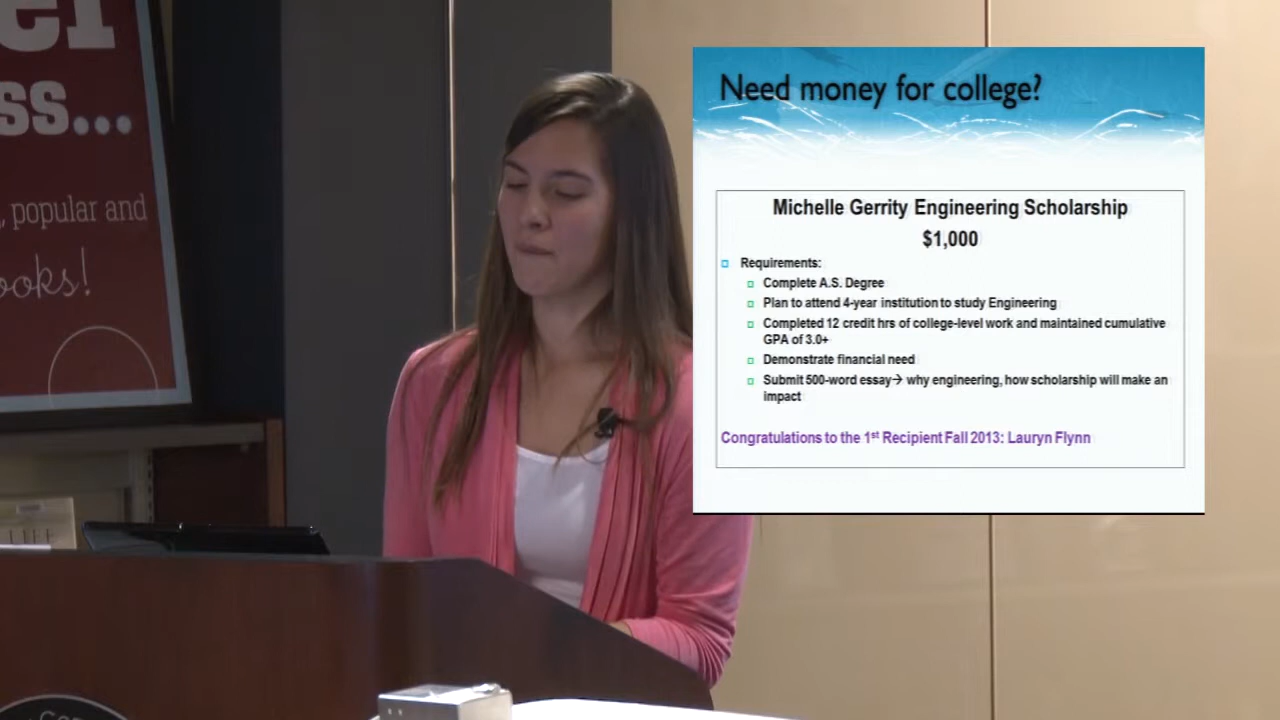 ss...
popular and
ooks!
LIFE
Need money for college?
Michelle Gerrity Engineering Scholarship
$1,000
Requirements:
Complete A.S. Degree
Plan to attend 4-year institution to study Engineering
Completed 12 credit hrs of college-level work and maintained cumulative
GPA of 3.0+
Demonstrate financial need
Submit 500-word essay→ why engineering, how scholarship will make an
impact
Congratulations to the 1st Recipient Fall 2013: Lauryn Flynn